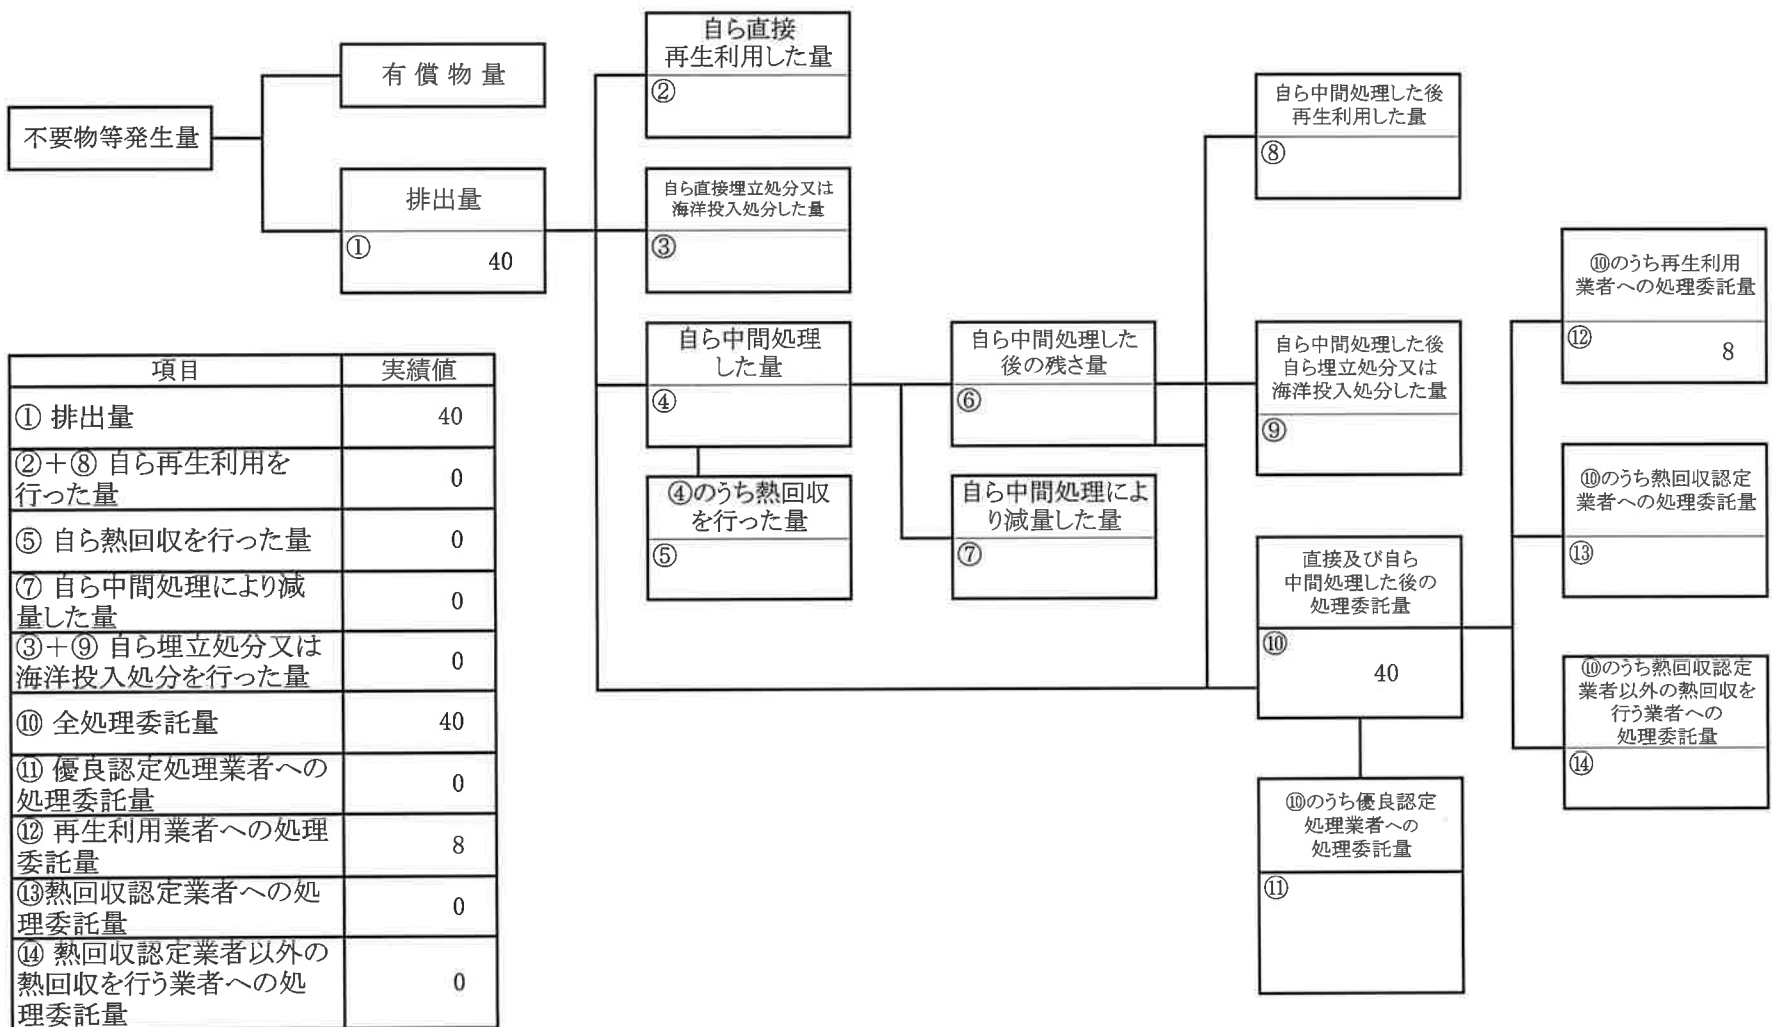 不要物等発生量
有償物量
排出量
①
40
自ら直接
再生利用した量
②
自ら直接埋立処分又は
海洋投入処分した量
③
自ら中間処理
した量
④
④のうち熱回収
を行った量
⑤
自ら中間処理した
後の残さ量
⑥
自ら中間処理によ
り減量した量
⑦
自ら中間処理した後
再生利用した量
⑧
自ら中間処理した後
自ら埋立処分又は
海洋投入処分した量
⑨
直接及び自ら
中間処理した後の
処理委託量
⑩
40
⑩のうち優良認定
処理業者への
処理委託量
⑪
⑩のうち再生利用
業者への処理委託量
⑫
8
⑩のうち熱回収認定
業者への処理委託量
⑬
⑩のうち熱回収認定
業者以外の熱回収を
行う業者への
処理委託量
⑭
項目 実績値
① 排出量 40
②+⑧ 自ら再生利用を
行った量 0
⑤ 自ら熱回収を行った量 0
⑦ 自ら中間処理により減
量した量 0
③+⑨ 自ら埋立処分又は
海洋投入処分を行った量 0
⑩ 全処理委託量 40
⑪ 優良認定処理業者への
処理委託量 0
⑫ 再生利用業者への処理
委託量 8
⑬熱回収認定業者への処
理委託量 0
⑭ 熱回収認定業者以外の
熱回収を行う業者への処 0
理委託量